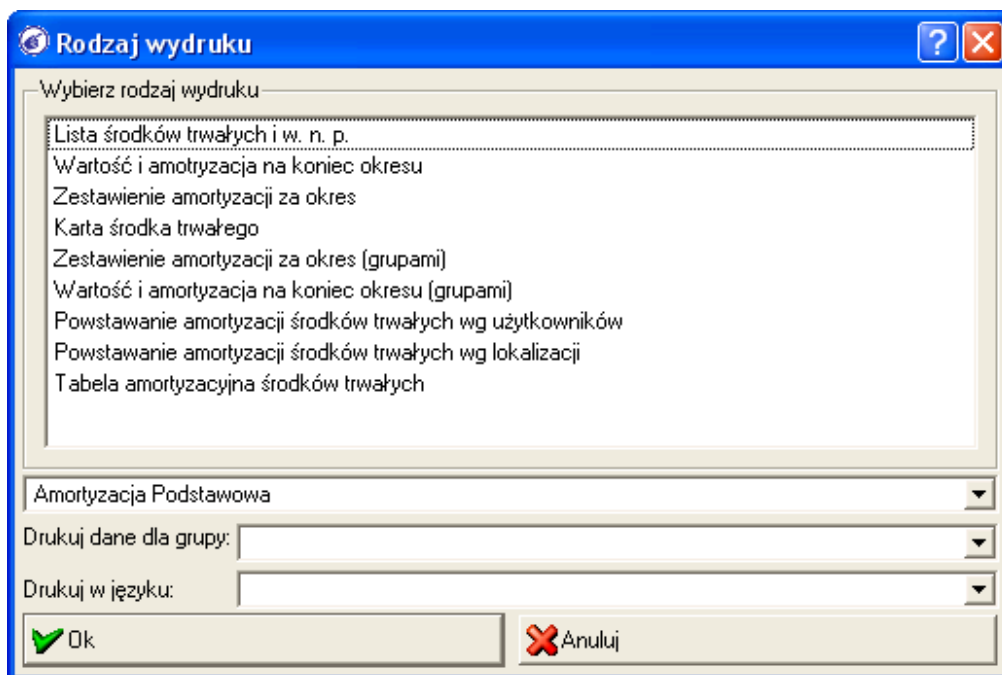 Rodzaj wydruku
Wybierz rodzaj wydruku
Lista środków trwałych i w. n. p.
Wartość i amotryzacja na koniec okresu
Zestawienie amortyzacji za okres
Karta środka trwałego
Zestawienie amortyzacji za okres (grupami)
Wartość i amortyzacja na koniec okresu (grupami)
Powstawanie amortyzacji środków trwałych wg użytkowników
Powstawanie amortyzacji środków trwałych wg lokalizacji
Tabela amortyzacyjna środków trwałych
Amortyzacja Podstawowa
Drukuj dane dla grupy:
Drukuj w języku:
Ok Anuluj